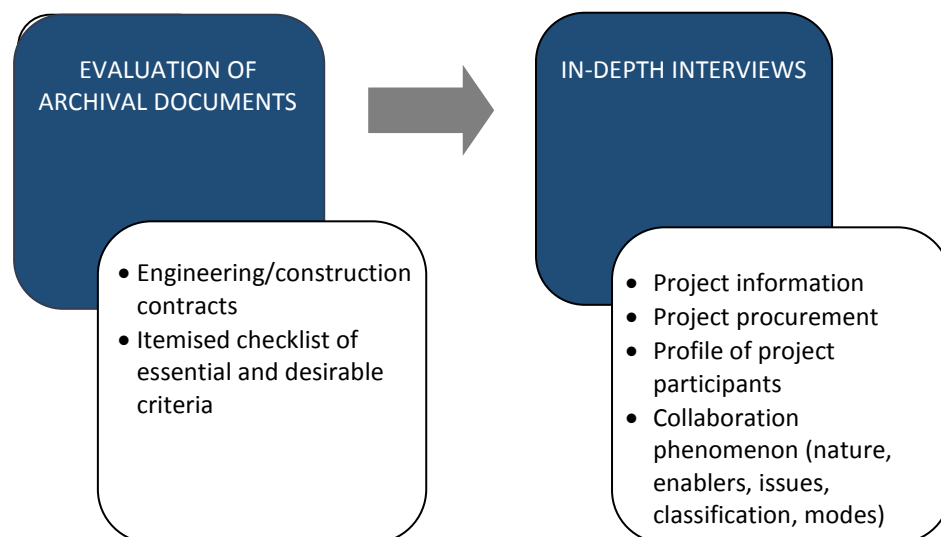 EVALUATION OF
ARCHIVAL DOCUMENTS
• Engineering/construction
contracts
• Itemised checklist of
essential and desirable
criteria
IN-DEPTH INTERVIEWS
• Project information
• Project procurement
• Profile of project
participants
• Collaboration
phenomenon (nature,
enablers, issues,
classification, modes)